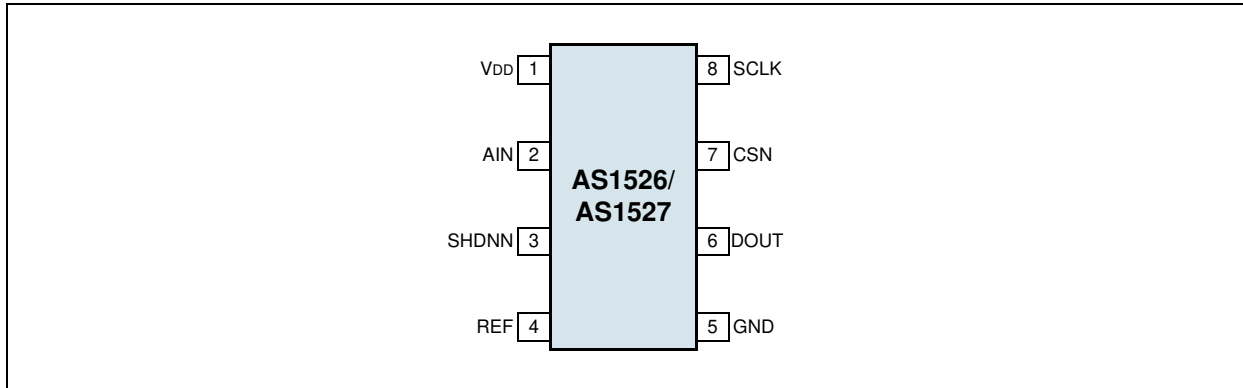 VDD 1
8 SCLK
AIN 2
7 CSN
AS1526/
AS1527
SHDNN 3
6 DOUT
REF 4
5 GND